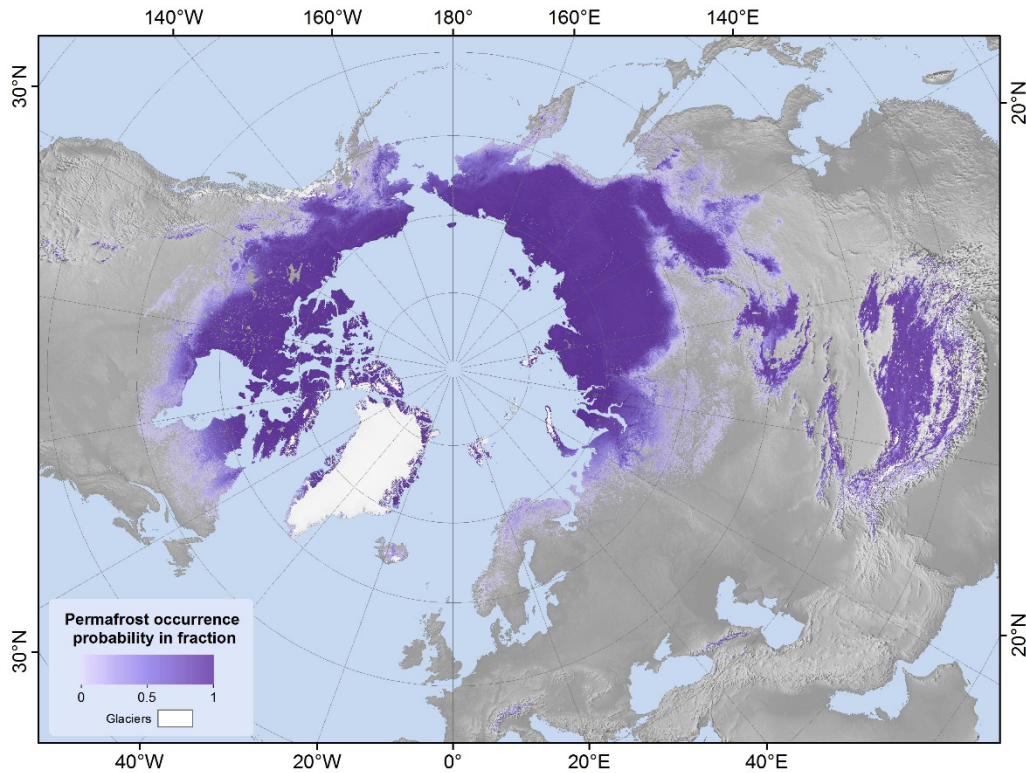 140°W 160°W 180° 160°E 140°E
30°N
20°N
Permafrost occurrence
probability in fraction
0 0.5 1
Glaciers
30°N
20°N
40°W 20°W 0° 20°E 40°E